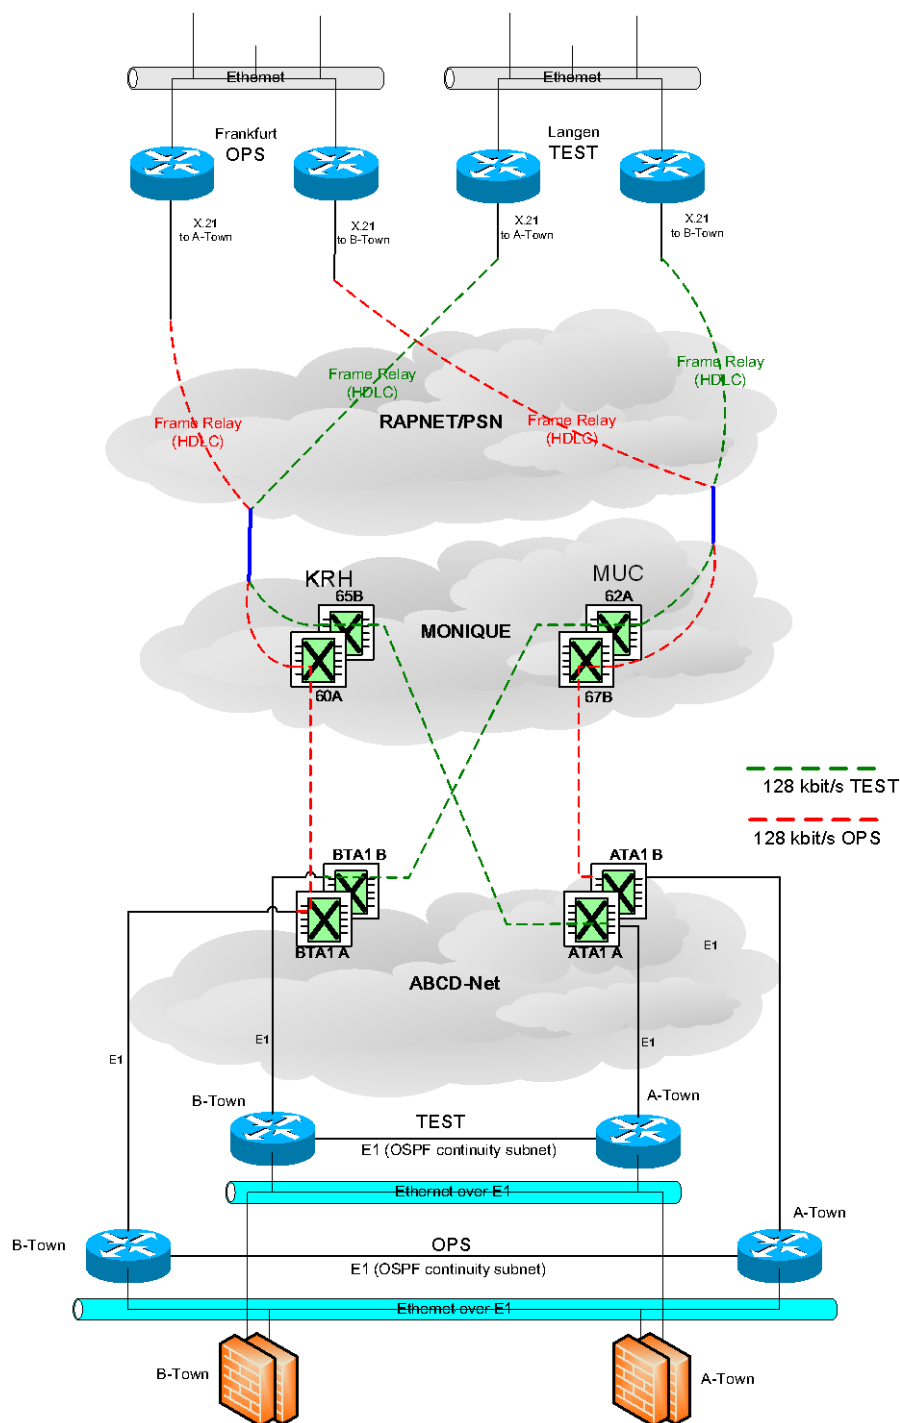 Ethernet
Ethernet
Frankfurt
OPS
Langen
TEST
X.21
to A-Town
X.21
to B-Town
X.21
to A-Town
X.21
to B-Town
Frame Relay
(HDLC)
Frame Relay
(HDLC)
Frame Relay
(HDLC)
Frame Relay
(HDLC)
RAPNET/PSN
KRH
65B
MUC
62A
MONIQUE
60A
67B
128 kbit/s TEST
128 kbit/s OPS
BTA1 B
ATA1 B
BTA1 A
ATA1 A
E1
ABCD-Net
E1
E1
E1
B-Town
A-Town
TEST
E1 (OSPF continuity subnet)
Ethernet over E1
B-Town
A-Town
OPS
E1 (OSPF continuity subnet)
Ethernet over E1
B-Town
A-Town